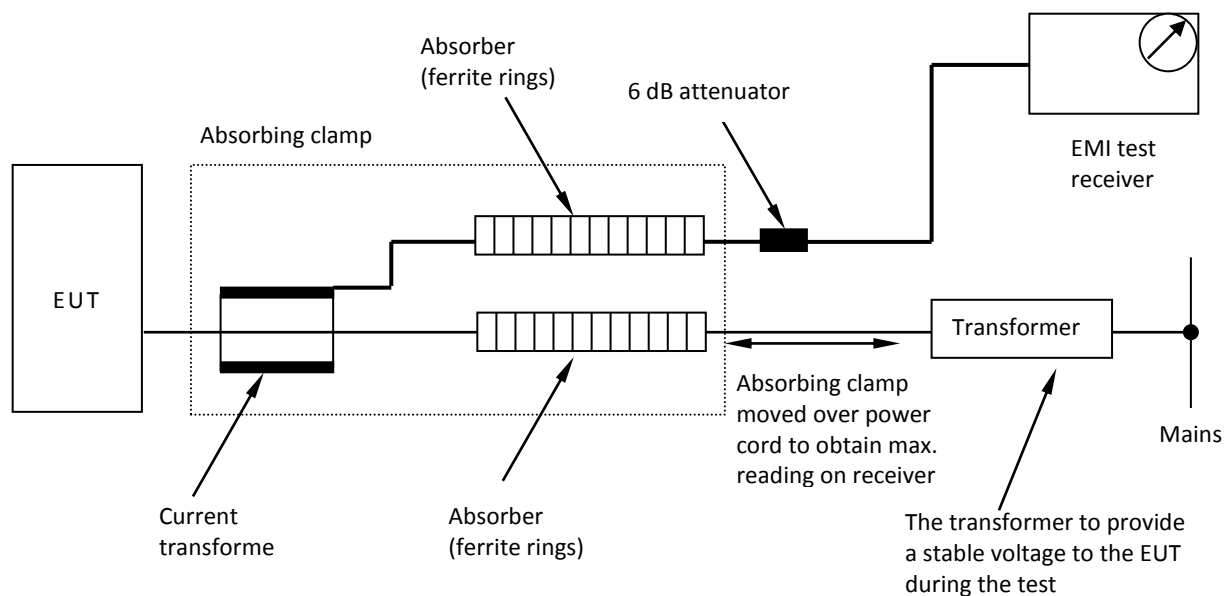 Absorber
(ferrite rings)
6 dB attenuator
Absorbing clamp
EMI test
receiver
EUT
Transformer
Absorbing clamp
moved over power
cord to obtain max.
reading on receiver
Mains
Current
transforme
Absorber
(ferrite rings)
The transformer to provide
a stable voltage to the EUT
during the test